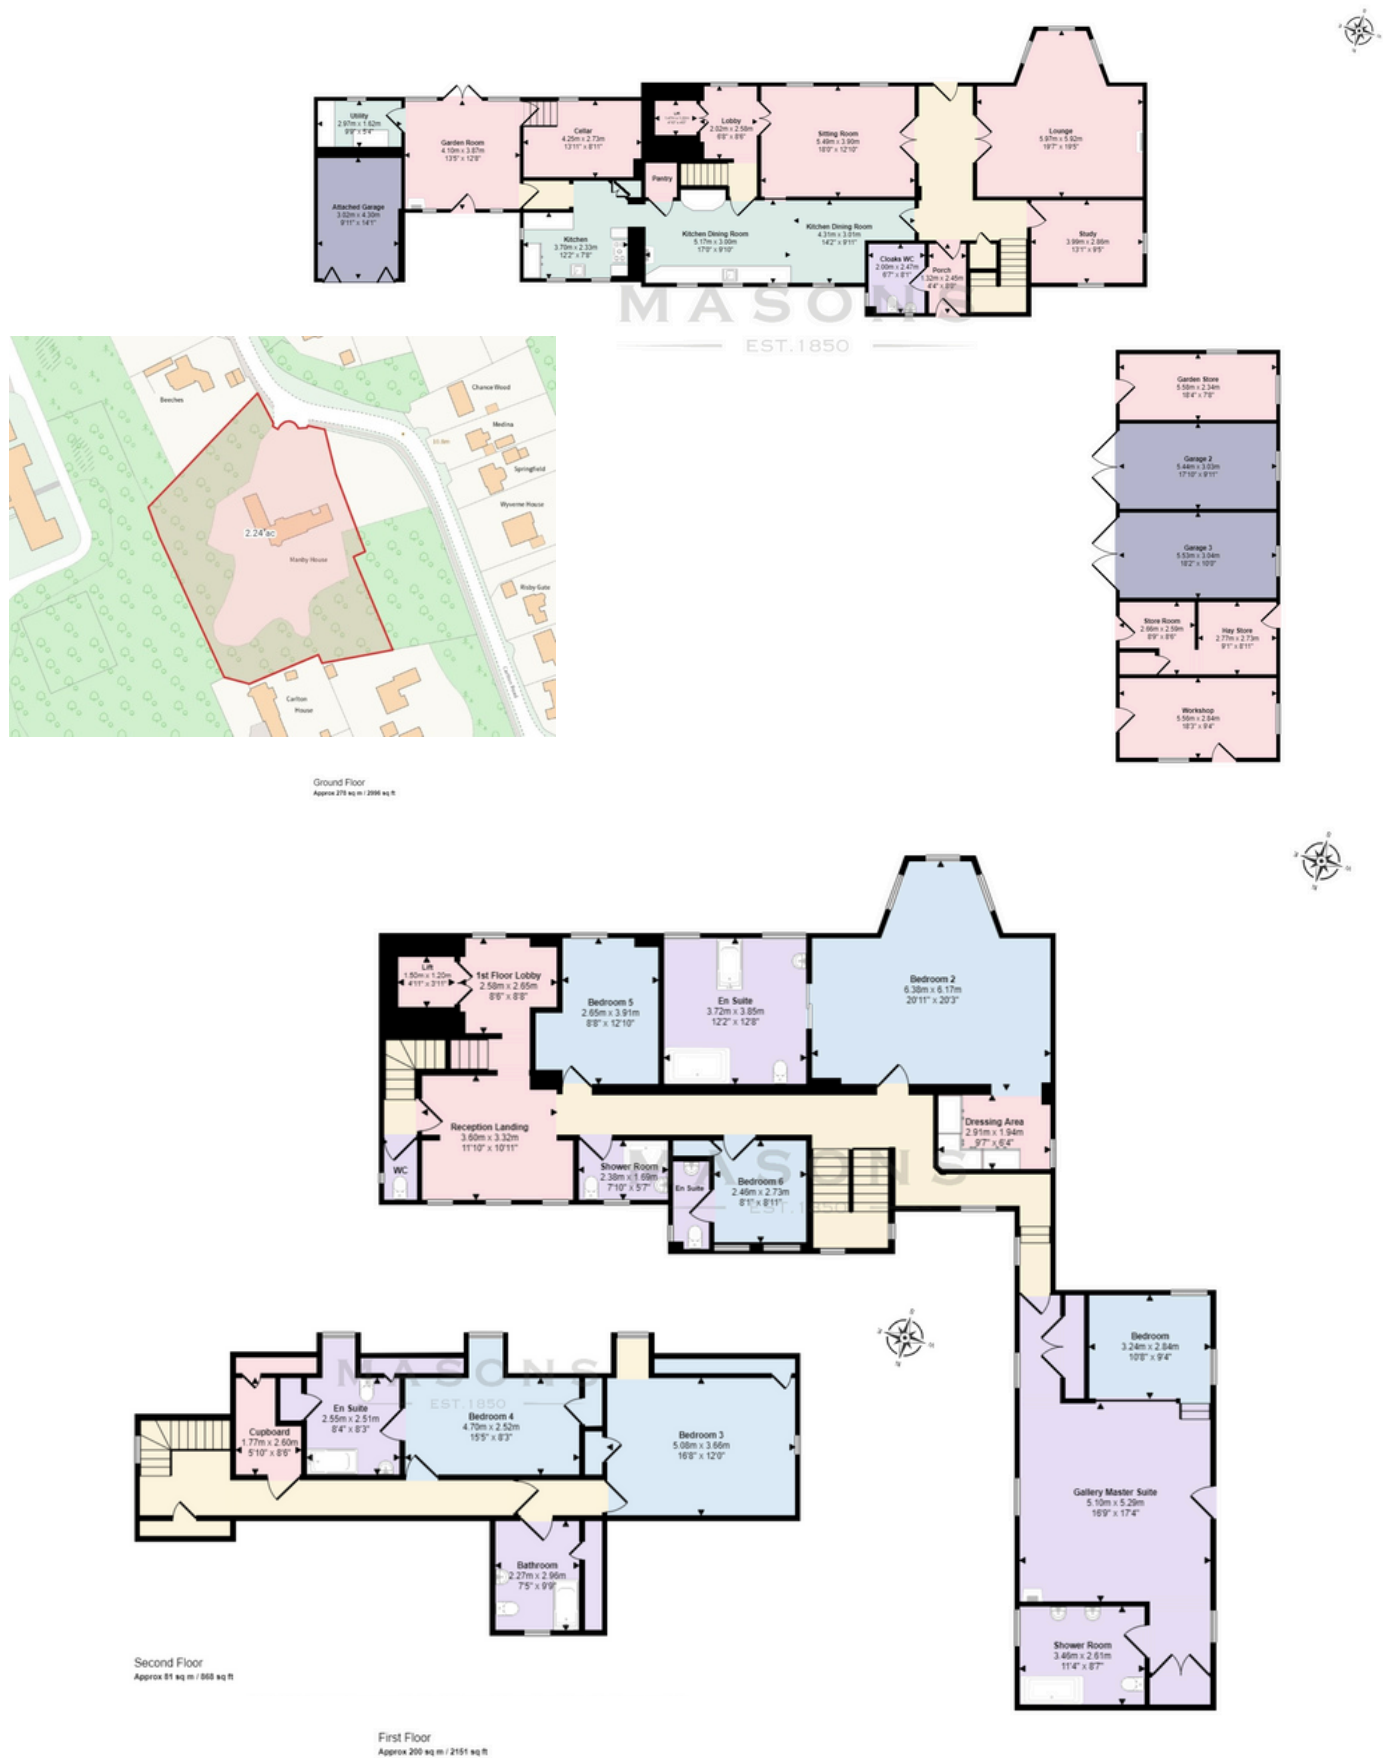 Utility
2.97m x 1.62m
9'9" x 5'4"
Garden Room
4.10m x 3.87m
13'5" x 12'8"
Cellar
4.25m x 2.73m
13'11" x 8'11"
Lift
Lobby
2.02m x 2.58m
6'8" x 8'6"
Sitting Room
5.49m x 3.90m
18'0" x 12'10"
Lounge
5.97m x 5.92m
19'7" x 19'5"
Attached Garage
3.02m x 4.30m
9'11" x 14'1"
Pantry
Kitchen
3.70m x 2.33m
12'2" x 7'8"
Kitchen Dining Room
5.17m x 3.00m
17'0" x 9'10"
Kitchen Dining Room
4.31m x 3.01m
14'2" x 9'11"
Cloaks WC
2.00m x 2.47m
6'7" x 8'1"
Porch
1.32m x 2.45m
4'4" x 8'0"
Study
3.99m x 2.86m
13'1" x 9'5"
MASONS
EST.1850
Beeches
Chance Wood
Medina
Springfield
Wyverne House
Risby Gate
2.24 ac
Manby House
Carlton
House
Garden Store
5.58m x 2.34m
18'4" x 7'8"
Garage 2
5.44m x 3.03m
17'10" x 9'11"
Garage 3
5.53m x 3.04m
18'2" x 10'0"
Store Room
2.66m x 2.59m
8'9" x 8'6"
Hay Store
2.77m x 2.73m
9'1" x 8'11"
Workshop
5.56m x 2.84m
18'3" x 9'4"
Ground Floor
Approx 278 sq m / 2996 sq ft
Lift
1.50m x 1.20m
4'11" x 3'11"
1st Floor Lobby
2.58m x 2.65m
8'6" x 8'8"
Bedroom 5
2.65m x 3.91m
8'8" x 12'10"
En Suite
3.72m x 3.85m
12'2" x 12'8"
Bedroom 2
6.38m x 6.17m
20'11" x 20'3"
Reception Landing
3.60m x 3.32m
11'10" x 10'11"
Dressing Area
2.91m x 1.94m
9'7" x 6'4"
WC
Shower Room
2.38m x 1.69m
7'10" x 5'7"
En Suite
Bedroom 6
2.46m x 2.73m
8'1" x 8'11"
MASONS
EST.1850
Bedroom
3.24m x 2.84m
10'8" x 9'4"
Gallery Master Suite
5.10m x 5.29m
16'9" x 17'4"
Shower Room
3.46m x 2.61m
11'4" x 8'7"
MASONS
EST.1850
Cupboard
1.77m x 2.60m
5'10" x 8'6"
En Suite
2.55m x 2.51m
8'4" x 8'3"
Bedroom 4
4.70m x 2.52m
15'5" x 8'3"
Bedroom 3
5.08m x 3.66m
16'8" x 12'0"
Bathroom
2.27m x 2.96m
7'5" x 9'9"
Second Floor
Approx 81 sq m / 868 sq ft
First Floor
Approx 200 sq m / 2151 sq ft